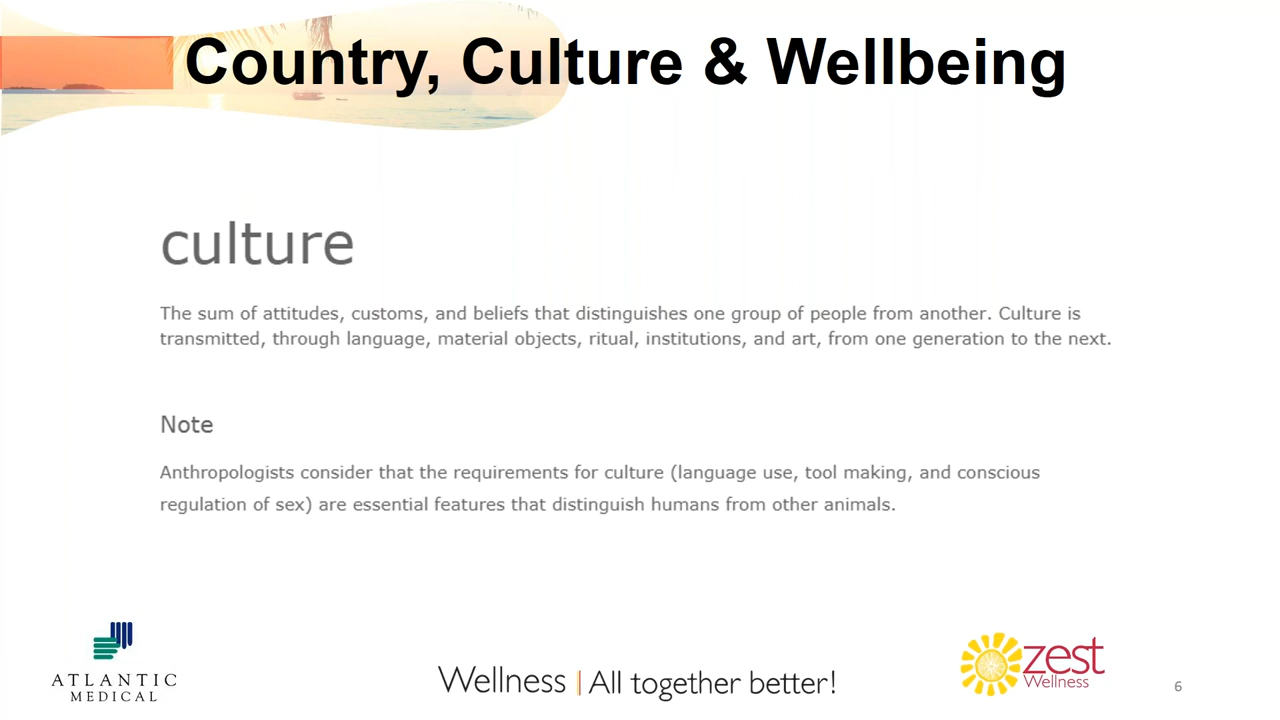 Country, Culture & Wellbeing
culture
The sum of attitudes, customs, and beliefs that distinguishes one group of people from another. Culture is
transmitted, through language, material objects, ritual, institutions, and art, from one generation to the next.
Note
Anthropologists consider that the requirements for culture (language use, tool making, and conscious
regulation of sex) are essential features that distinguish humans from other animals.
ATLANTIC
MEDICAL
Wellness | All together better!
zest
Wellness
6